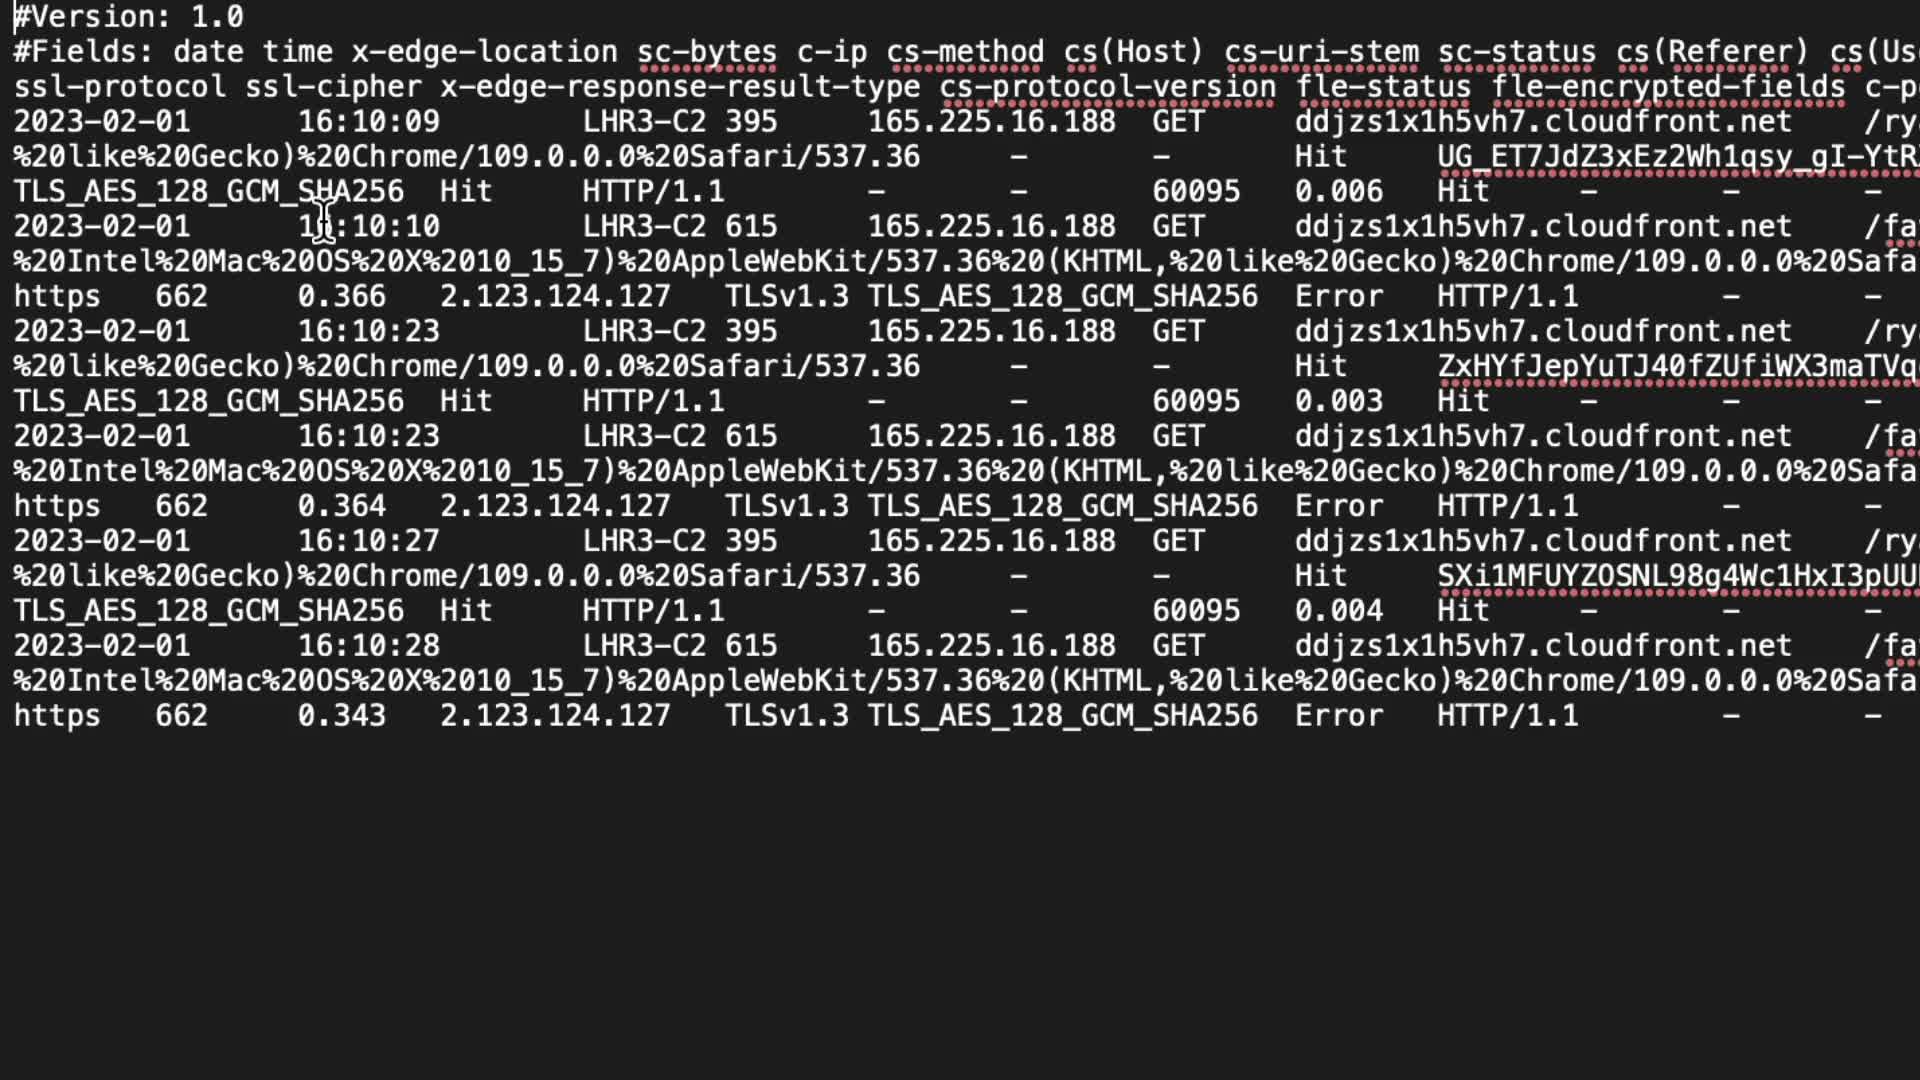 #Version: 1.0
#Fields: date time x-edge-location sc-bytes c-ip cs-method cs(Host) cs-uri-stem sc-status cs(Referer) cs(Us
ssl-protocol ssl-cipher x-edge-response-result-type cs-protocol-version fle-status fle-encrypted-fields c-p
2023-02-01 16:10:09 LHR3-C2 395 165.225.16.188 GET ddjzs1x1h5vh7.cloudfront.net /ry
%20like%20Gecko)%20Chrome/109.0.0.0%20Safari/537.36 - - Hit UG_ET7JdZ3xEz2Wh1qsy_gI-YtR
TLS_AES_128_GCM_SHA256 Hit HTTP/1.1 - - 60095 0.006 Hit - - -
2023-02-01 16:10:10 LHR3-C2 615 165.225.16.188 GET ddjzs1x1h5vh7.cloudfront.net /fa
%20Intel%20Mac%20OS%20X%2010_15_7)%20AppleWebKit/537.36%20(KHTML,%20like%20Gecko)%20Chrome/109.0.0.0%20Safa
https 662 0.366 2.123.124.127 TLSv1.3 TLS_AES_128_GCM_SHA256 Error HTTP/1.1 - -
2023-02-01 16:10:23 LHR3-C2 395 165.225.16.188 GET ddjzs1x1h5vh7.cloudfront.net /ry
%20like%20Gecko)%20Chrome/109.0.0.0%20Safari/537.36 - - Hit ZxHYfJepYuTJ40fZUfiWX3maTVq
TLS_AES_128_GCM_SHA256 Hit HTTP/1.1 - - 60095 0.003 Hit - - -
2023-02-01 16:10:23 LHR3-C2 615 165.225.16.188 GET ddjzs1x1h5vh7.cloudfront.net /fa
%20Intel%20Mac%20OS%20X%2010_15_7)%20AppleWebKit/537.36%20(KHTML,%20like%20Gecko)%20Chrome/109.0.0.0%20Safa
https 662 0.364 2.123.124.127 TLSv1.3 TLS_AES_128_GCM_SHA256 Error HTTP/1.1 - -
2023-02-01 16:10:27 LHR3-C2 395 165.225.16.188 GET ddjzs1x1h5vh7.cloudfront.net /ry
%20like%20Gecko)%20Chrome/109.0.0.0%20Safari/537.36 - - Hit SXi1MFUYZOSNL98g4Wc1HxI3pUU
TLS_AES_128_GCM_SHA256 Hit HTTP/1.1 - - 60095 0.004 Hit - - -
2023-02-01 16:10:28 LHR3-C2 615 165.225.16.188 GET ddjzs1x1h5vh7.cloudfront.net /fa
%20Intel%20Mac%20OS%20X%2010_15_7)%20AppleWebKit/537.36%20(KHTML,%20like%20Gecko)%20Chrome/109.0.0.0%20Safa
https 662 0.343 2.123.124.127 TLSv1.3 TLS_AES_128_GCM_SHA256 Error HTTP/1.1 - -